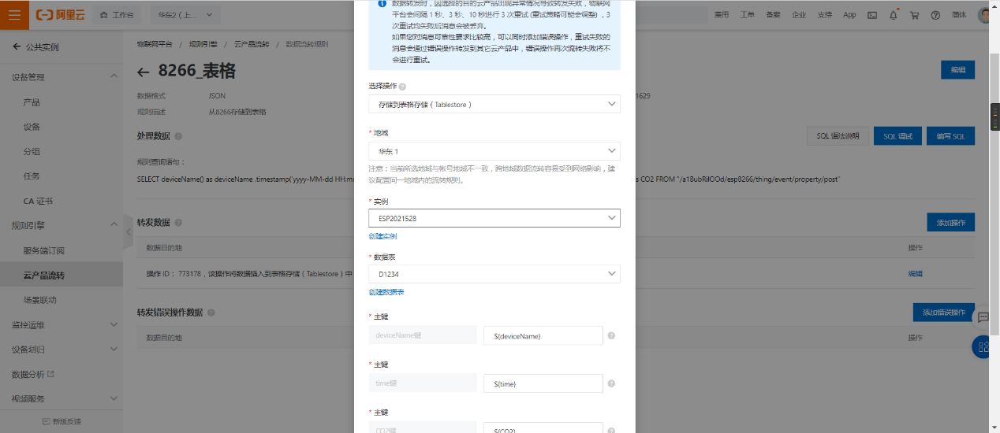 阿里云
工作台
华东2（上...
费用
工单
备案
企业
支持
App
简体
公共实例
设备管理
产品
设备
分组
任务
CA 证书
规则引擎
服务端订阅
云产品流转
场景联动
监控运维
设备划归
数据分析
视频服务
新版反馈
物联网平台 / 规则引擎 / 云产品流转 / 数据流转规则
8266_表格
编辑
数据格式
JSON
1629
规则描述
从8266存储到表格
处理数据
SQL 语法说明
SQL 调试
编写 SQL
规则查询语句：
SELECT deviceName() as deviceName ,timestamp('yyyy-MM-dd HH:m
s CO2 FROM "/a1BubRilOOd/esp8266/thing/event/property/post"
转发数据
添加操作
数据目的地
操作
操作 ID： 773178，该操作将数据插入到表格存储（Tablestore）中
编辑
转发错误操作数据
添加错误操作
数据目的地
操作
数据转发时，因选择的目的云产品出现异常情况导致转发失败，物联网
平台会间隔 1 秒、3 秒、10 秒进行 3 次重试 (重试策略可能会调整)，3
次重试均失败后消息会被丢弃。
如果您对消息可靠性要求比较高，可以同时添加错误操作，重试失败的
消息会通过错误操作转发到其它云产品中，错误操作再次流转失败将不
会进行重试。
选择操作
存储到表格存储（Tablestore）
* 地域
华东 1
注意：当前所选地域与帐号地域不一致，跨地域数据流转容易受到网络影响，建
议配置同一地域内的流转规则。
* 实例
ESP2021528
创建实例
* 数据表
D1234
创建数据表
* 主键
deviceName键
${deviceName}
* 主键
time键
${time}
* 主键
CO2键
${CO2}